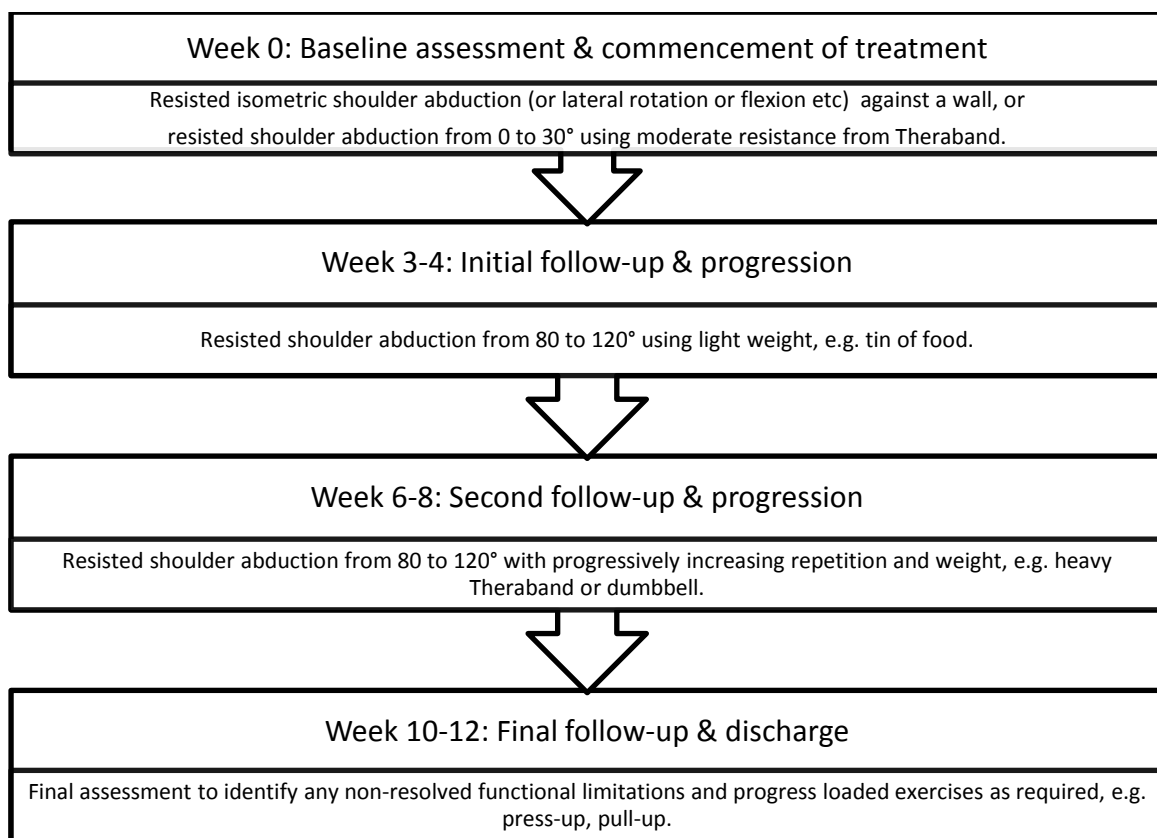 Week 0: Baseline assessment & commencement of treatment
Resisted isometric shoulder abduction (or lateral rotation or flexion etc)  against a wall, or
resisted shoulder abduction from 0 to 30° using moderate resistance from Theraband.
Week 3-4: Initial follow-up & progression
Resisted shoulder abduction from 80 to 120° using light weight, e.g. tin of food.
Week 6-8: Second follow-up & progression
Resisted shoulder abduction from 80 to 120° with progressively increasing repetition and weight, e.g. heavy
Theraband or dumbbell.
Week 10-12: Final follow-up & discharge
Final assessment to identify any non-resolved functional limitations and progress loaded exercises as required, e.g.
press-up, pull-up.